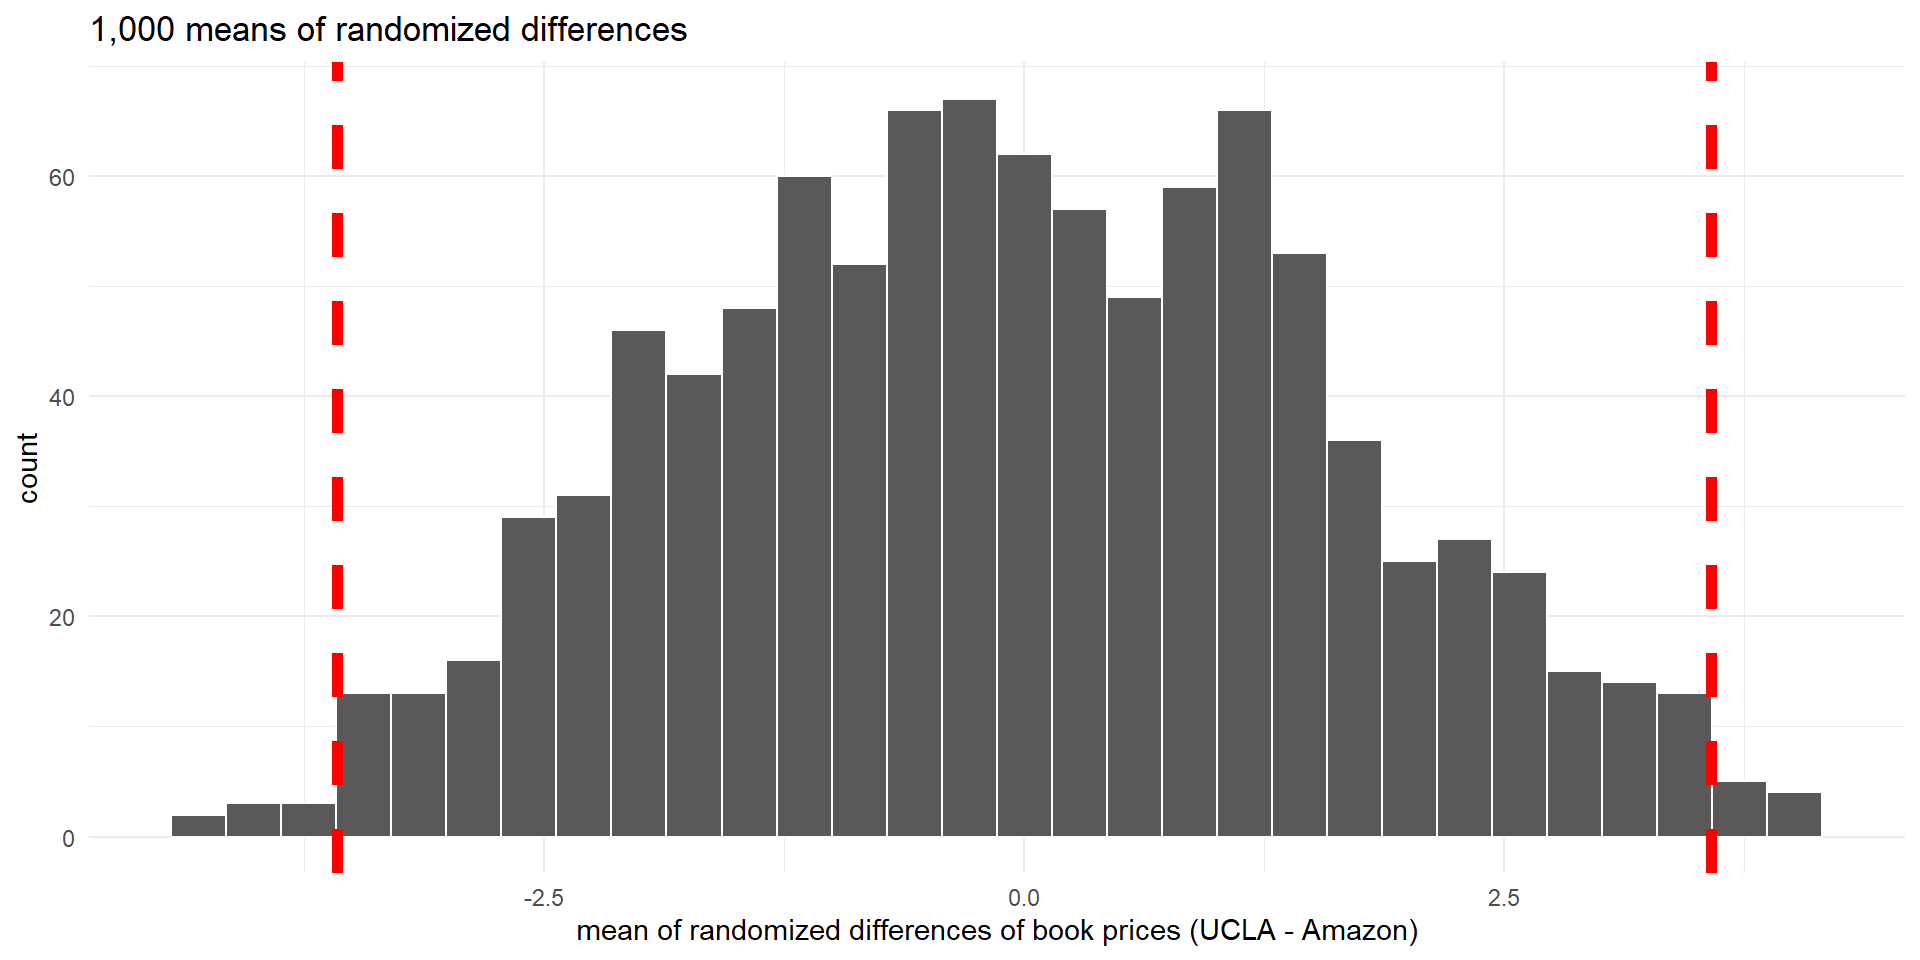 1,000 means of randomized differences
60
40
20
0
count
-2.5
0.0
2.5
mean of randomized differences of book prices (UCLA - Amazon)